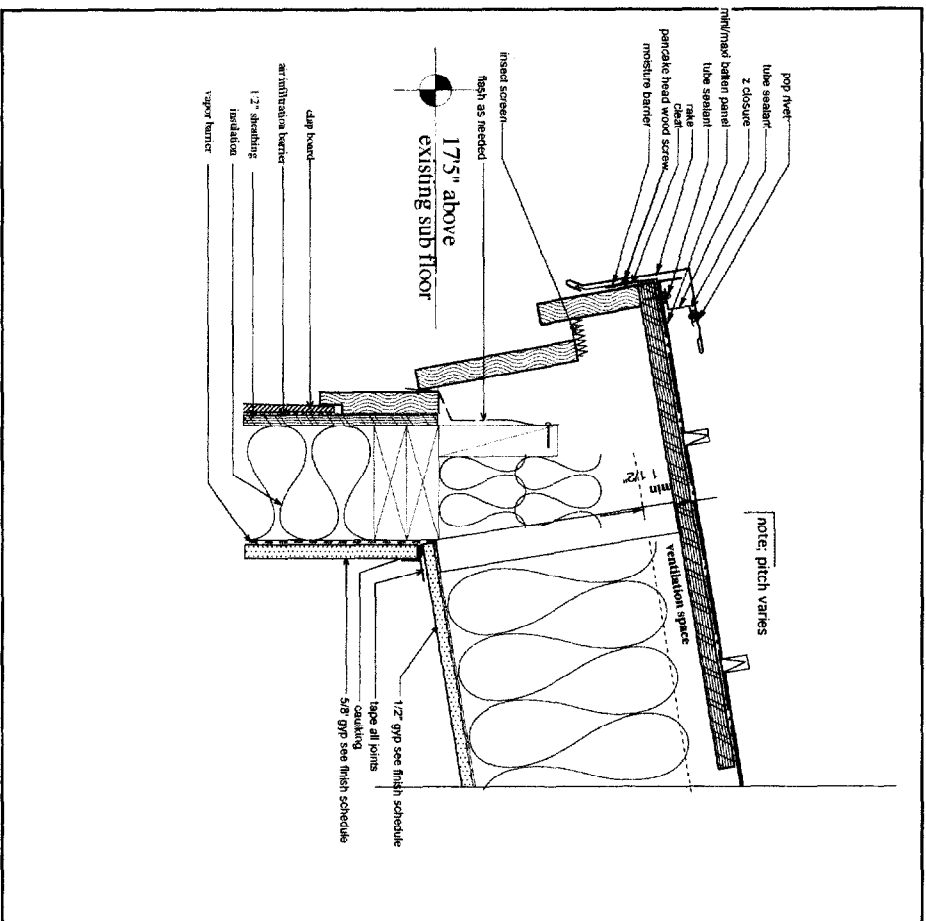 pop rivet
tube sealant
z closure
mini/maxi batten panel
tube sealant
rake
cleat
pancake head wood screw
moisture barrier
insect screen
flash as needed
17'5" above
existing sub floor
clap board
air infiltration barrier
1/2" sheathing
insulation
vapor barrier
note; pitch varies
min
1 1/2"
ventilation space
1/2" gyp see finish schedule
tape all joints
caulking
5/8' gyp see finish schedule